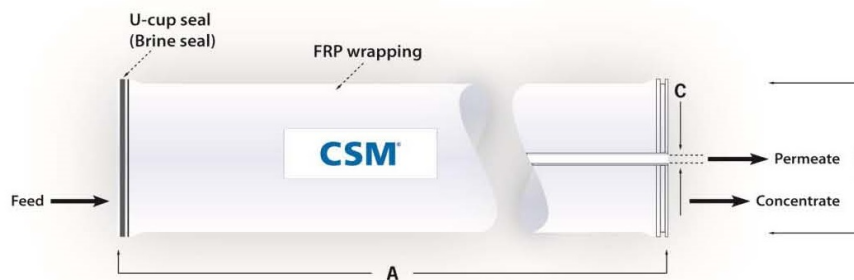 U-cup seal
(Brine seal)
FRP wrapping
C
CSM®
Permeate
Feed
Concentrate
A